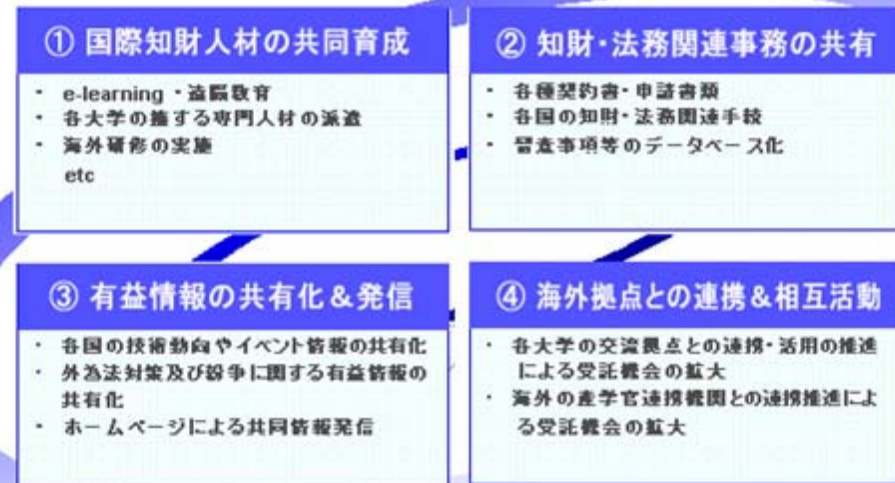 ① 国際知財人材の共同育成
・ e-learning ・遠隔教育
・ 各大学の擁する専門人材の派遣
・ 海外研修の実施
etc
② 知財・法務関連事務の共有
・ 各種契約書・申請書類
・ 各国の知財・法務関連手続
・ 留意事項等のデータベース化
③ 有益情報の共有化＆発信
・ 各国の技術動向やイベント情報の共有化
・ 外為法対策及び紛争に関する有益情報の
共有化
・ ホームページによる共同情報発信
④ 海外拠点との連携＆相互活動
・ 各大学の交流拠点との連携・活用の推進
による受託機会の拡大
・ 海外の産学官連携機関との連携推進によ
る受託機会の拡大